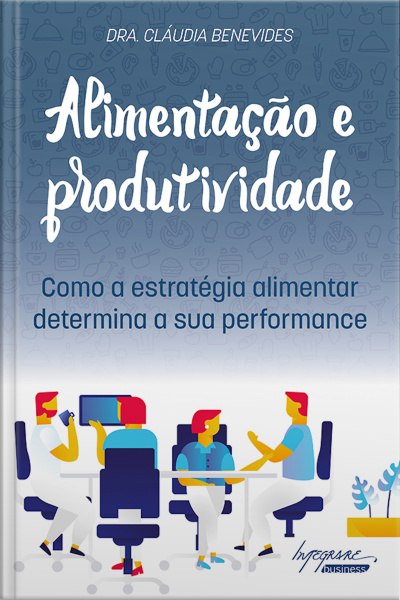 DRA. CLÁUDIA BENEVIDES
Alimentação e
produtividade
Como a estratégia alimentar
determina a sua performance
INTEGRARE
business